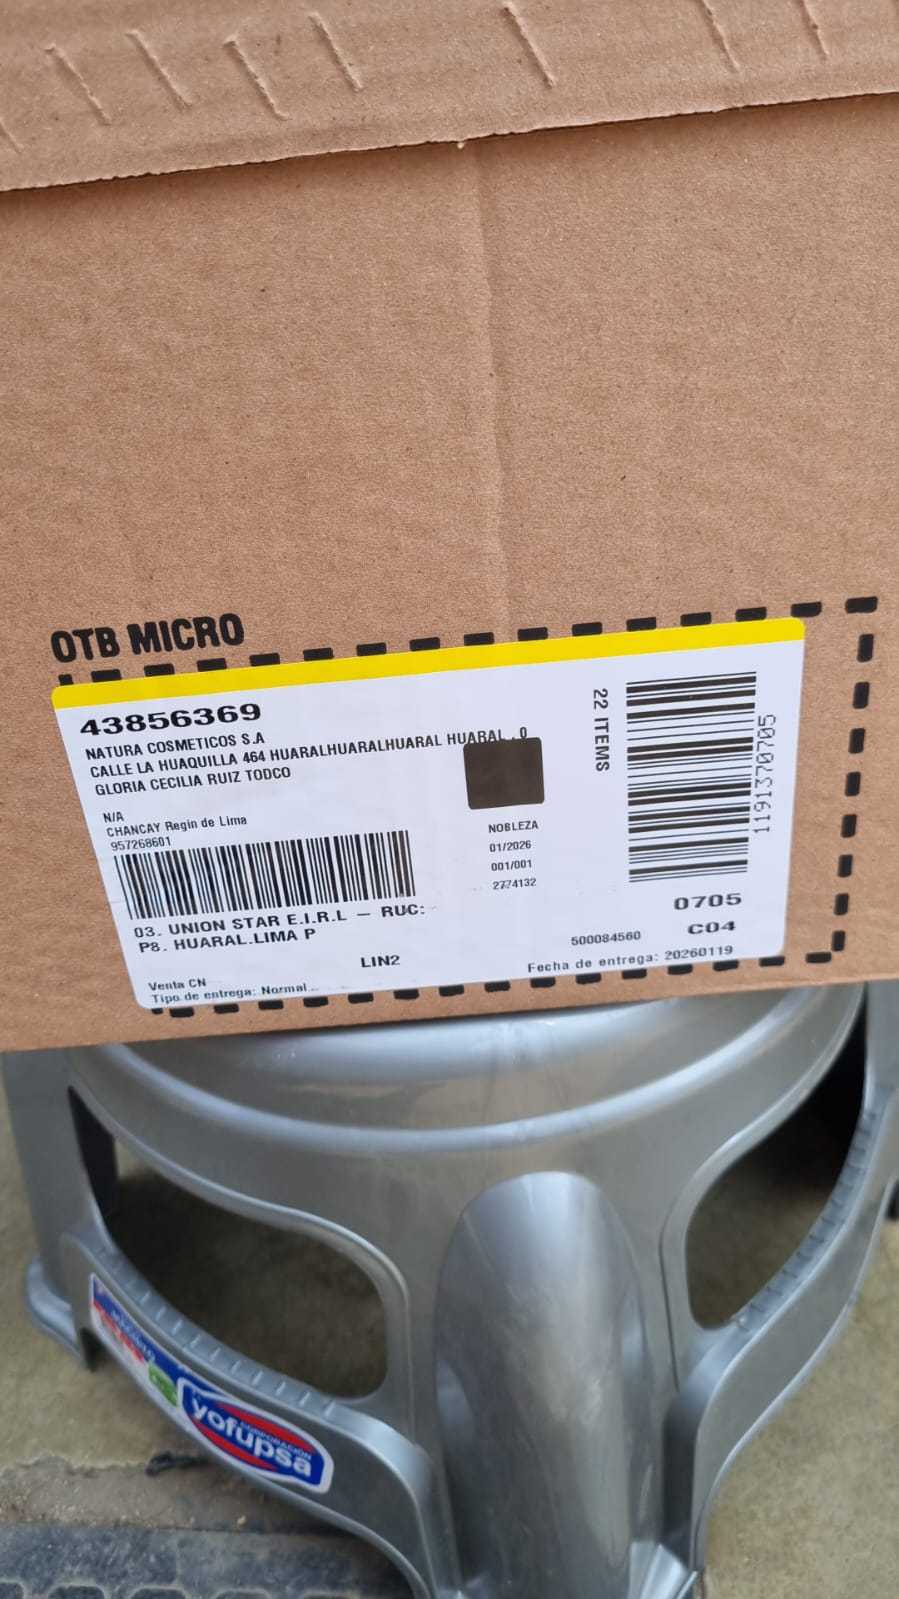 OTB MICRO
43856369
NATURA COSMETICOS S.A
CALLE LA HUAQUILLA 464 HUARALHUARALHUARAL HUARAL . 0
GLORIA CECILIA RUIZ TODCO
N/A
CHANCAY Regin de Lima
957268601
03. UNION STAR E.I.R.L – RUC:
P8. HUARAL.LIMA P
LIN2
Venta CN
Tipo de entrega: Normal
NOBLEZA
01/2026
001/001
2774132
22 ITEMS
1191370705
0705
C04
500084560
Fecha de entrega: 20260119
CORPORACIÓN
yofupsa